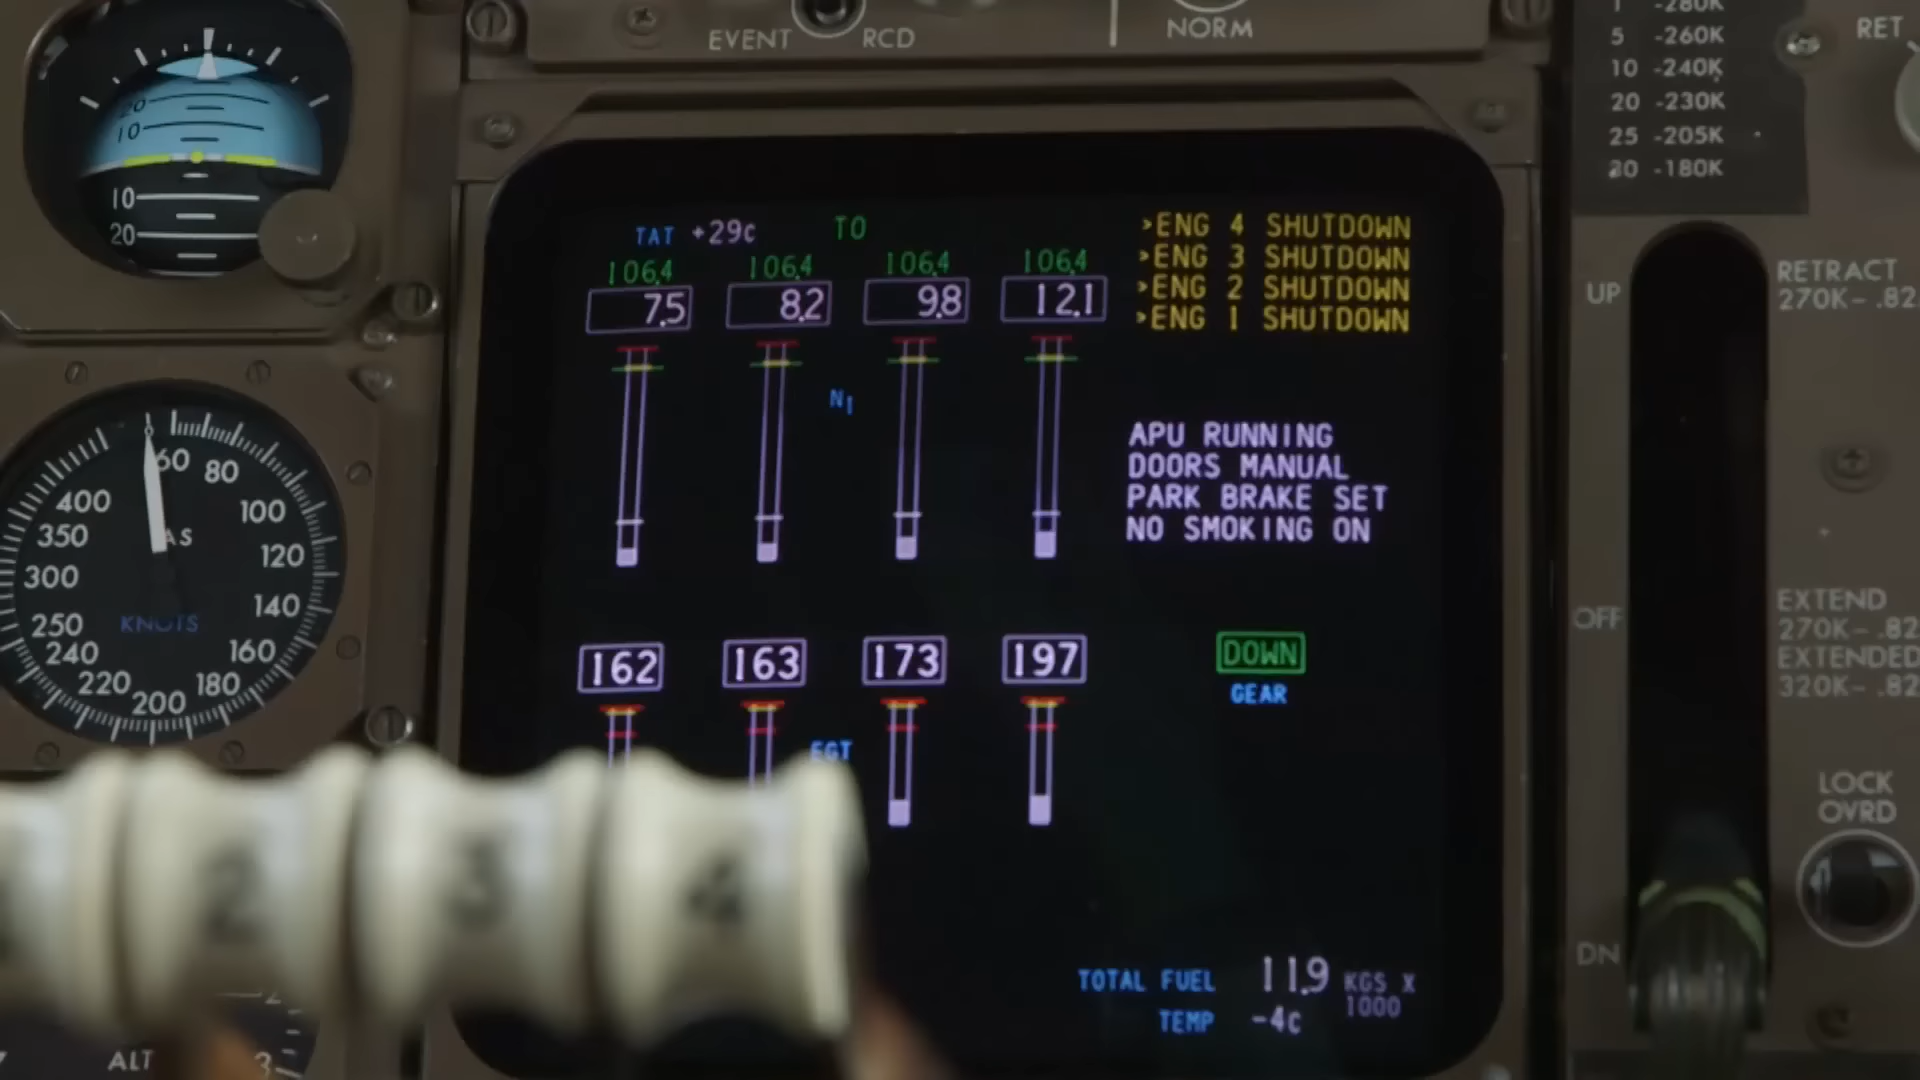 EVENT RCD
NORM
1 -280K
5 -260K
10 -240K
20 -230K
25 -205K
30 -180K
RET
20
10
10
20
TAT +29c
TO
106.4 106.4 106.4 106.4
7.5 8.2 9.8 12.1
N1
>ENG 4 SHUTDOWN
>ENG 3 SHUTDOWN
>ENG 2 SHUTDOWN
>ENG 1 SHUTDOWN
APU RUNNING
DOORS MANUAL
PARK BRAKE SET
NO SMOKING ON
162 163 173 197
EGT
DOWN
GEAR
TOTAL FUEL 11.9 KGS X
1000
TEMP -4c
60
80
100
120
140
160
180
200
220
240
250
300
350
400
KNOTS
UP
RETRACT
270K- .82
OFF
EXTEND
270K- .82
EXTENDED
320K- .82
LOCK
OVRD
DN
2
3
4
ALT
2
3